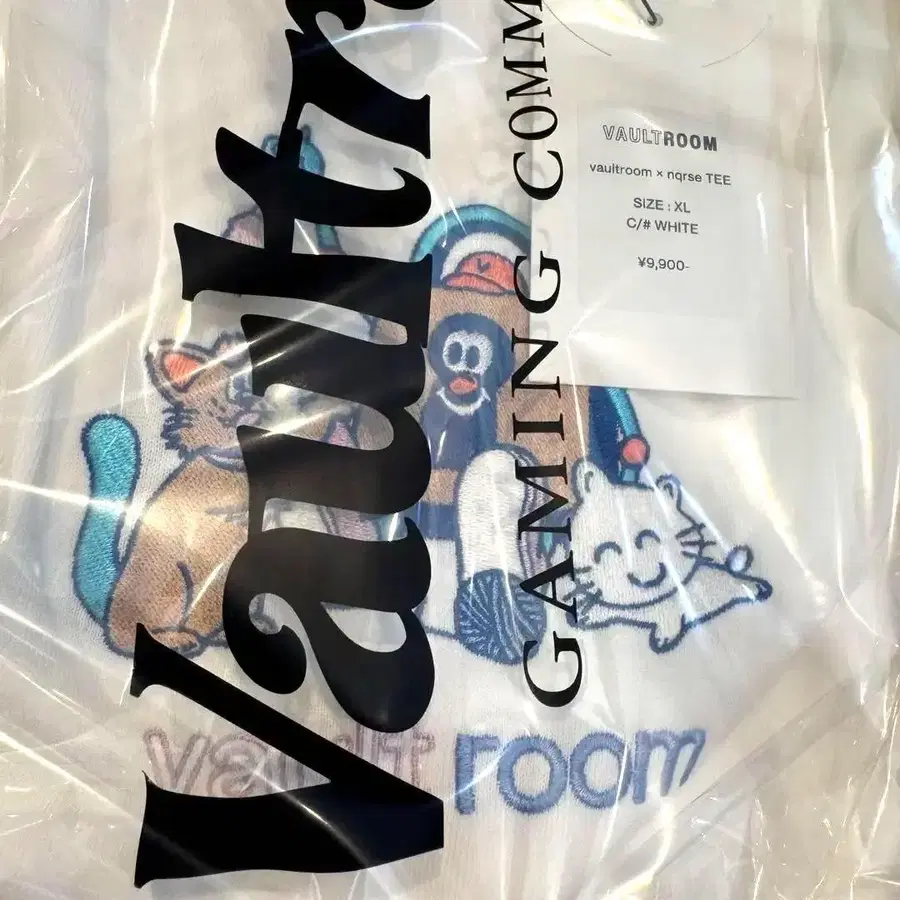 Vaultr
GAMING COMM
VAULTROOM
vaultroom × nqrse TEE
SIZE : XL
C/# WHITE
¥9,900-
vault room